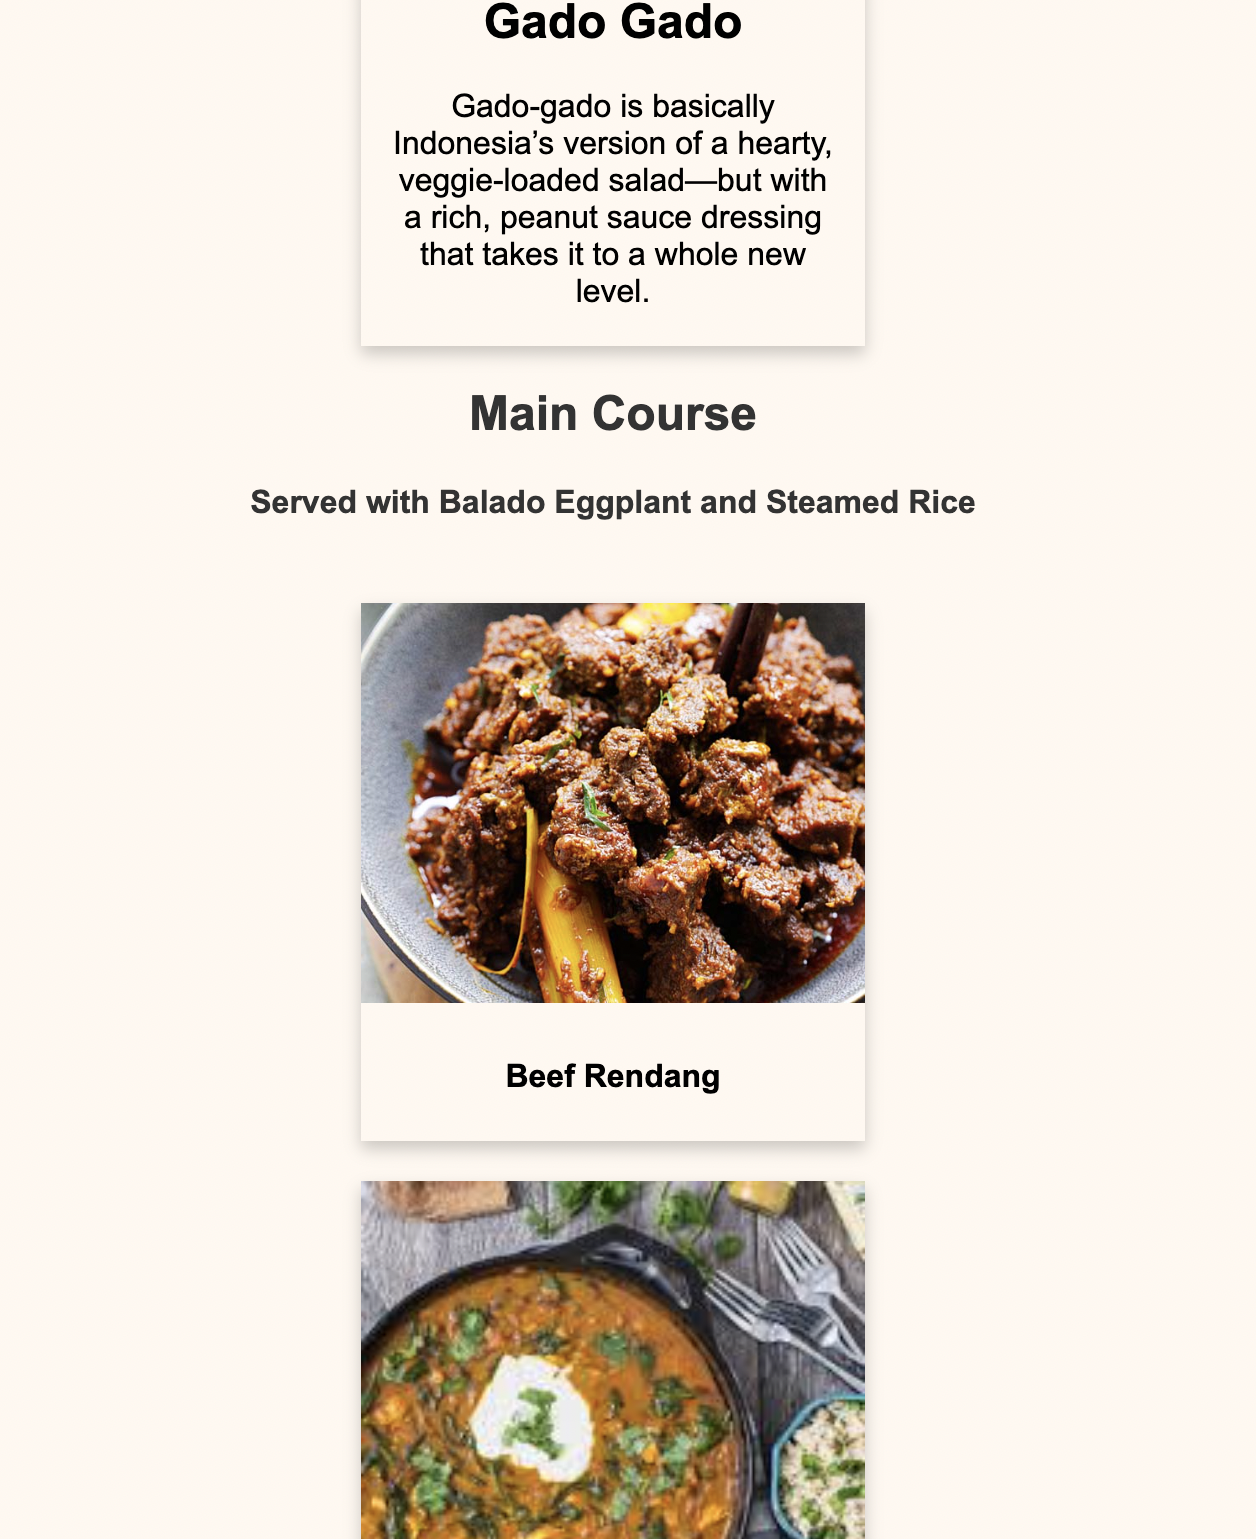 Gado Gado
Gado-gado is basically
Indonesia’s version of a hearty,
veggie-loaded salad—but with
a rich, peanut sauce dressing
that takes it to a whole new
level.
Main Course
Served with Balado Eggplant and Steamed Rice
Beef Rendang